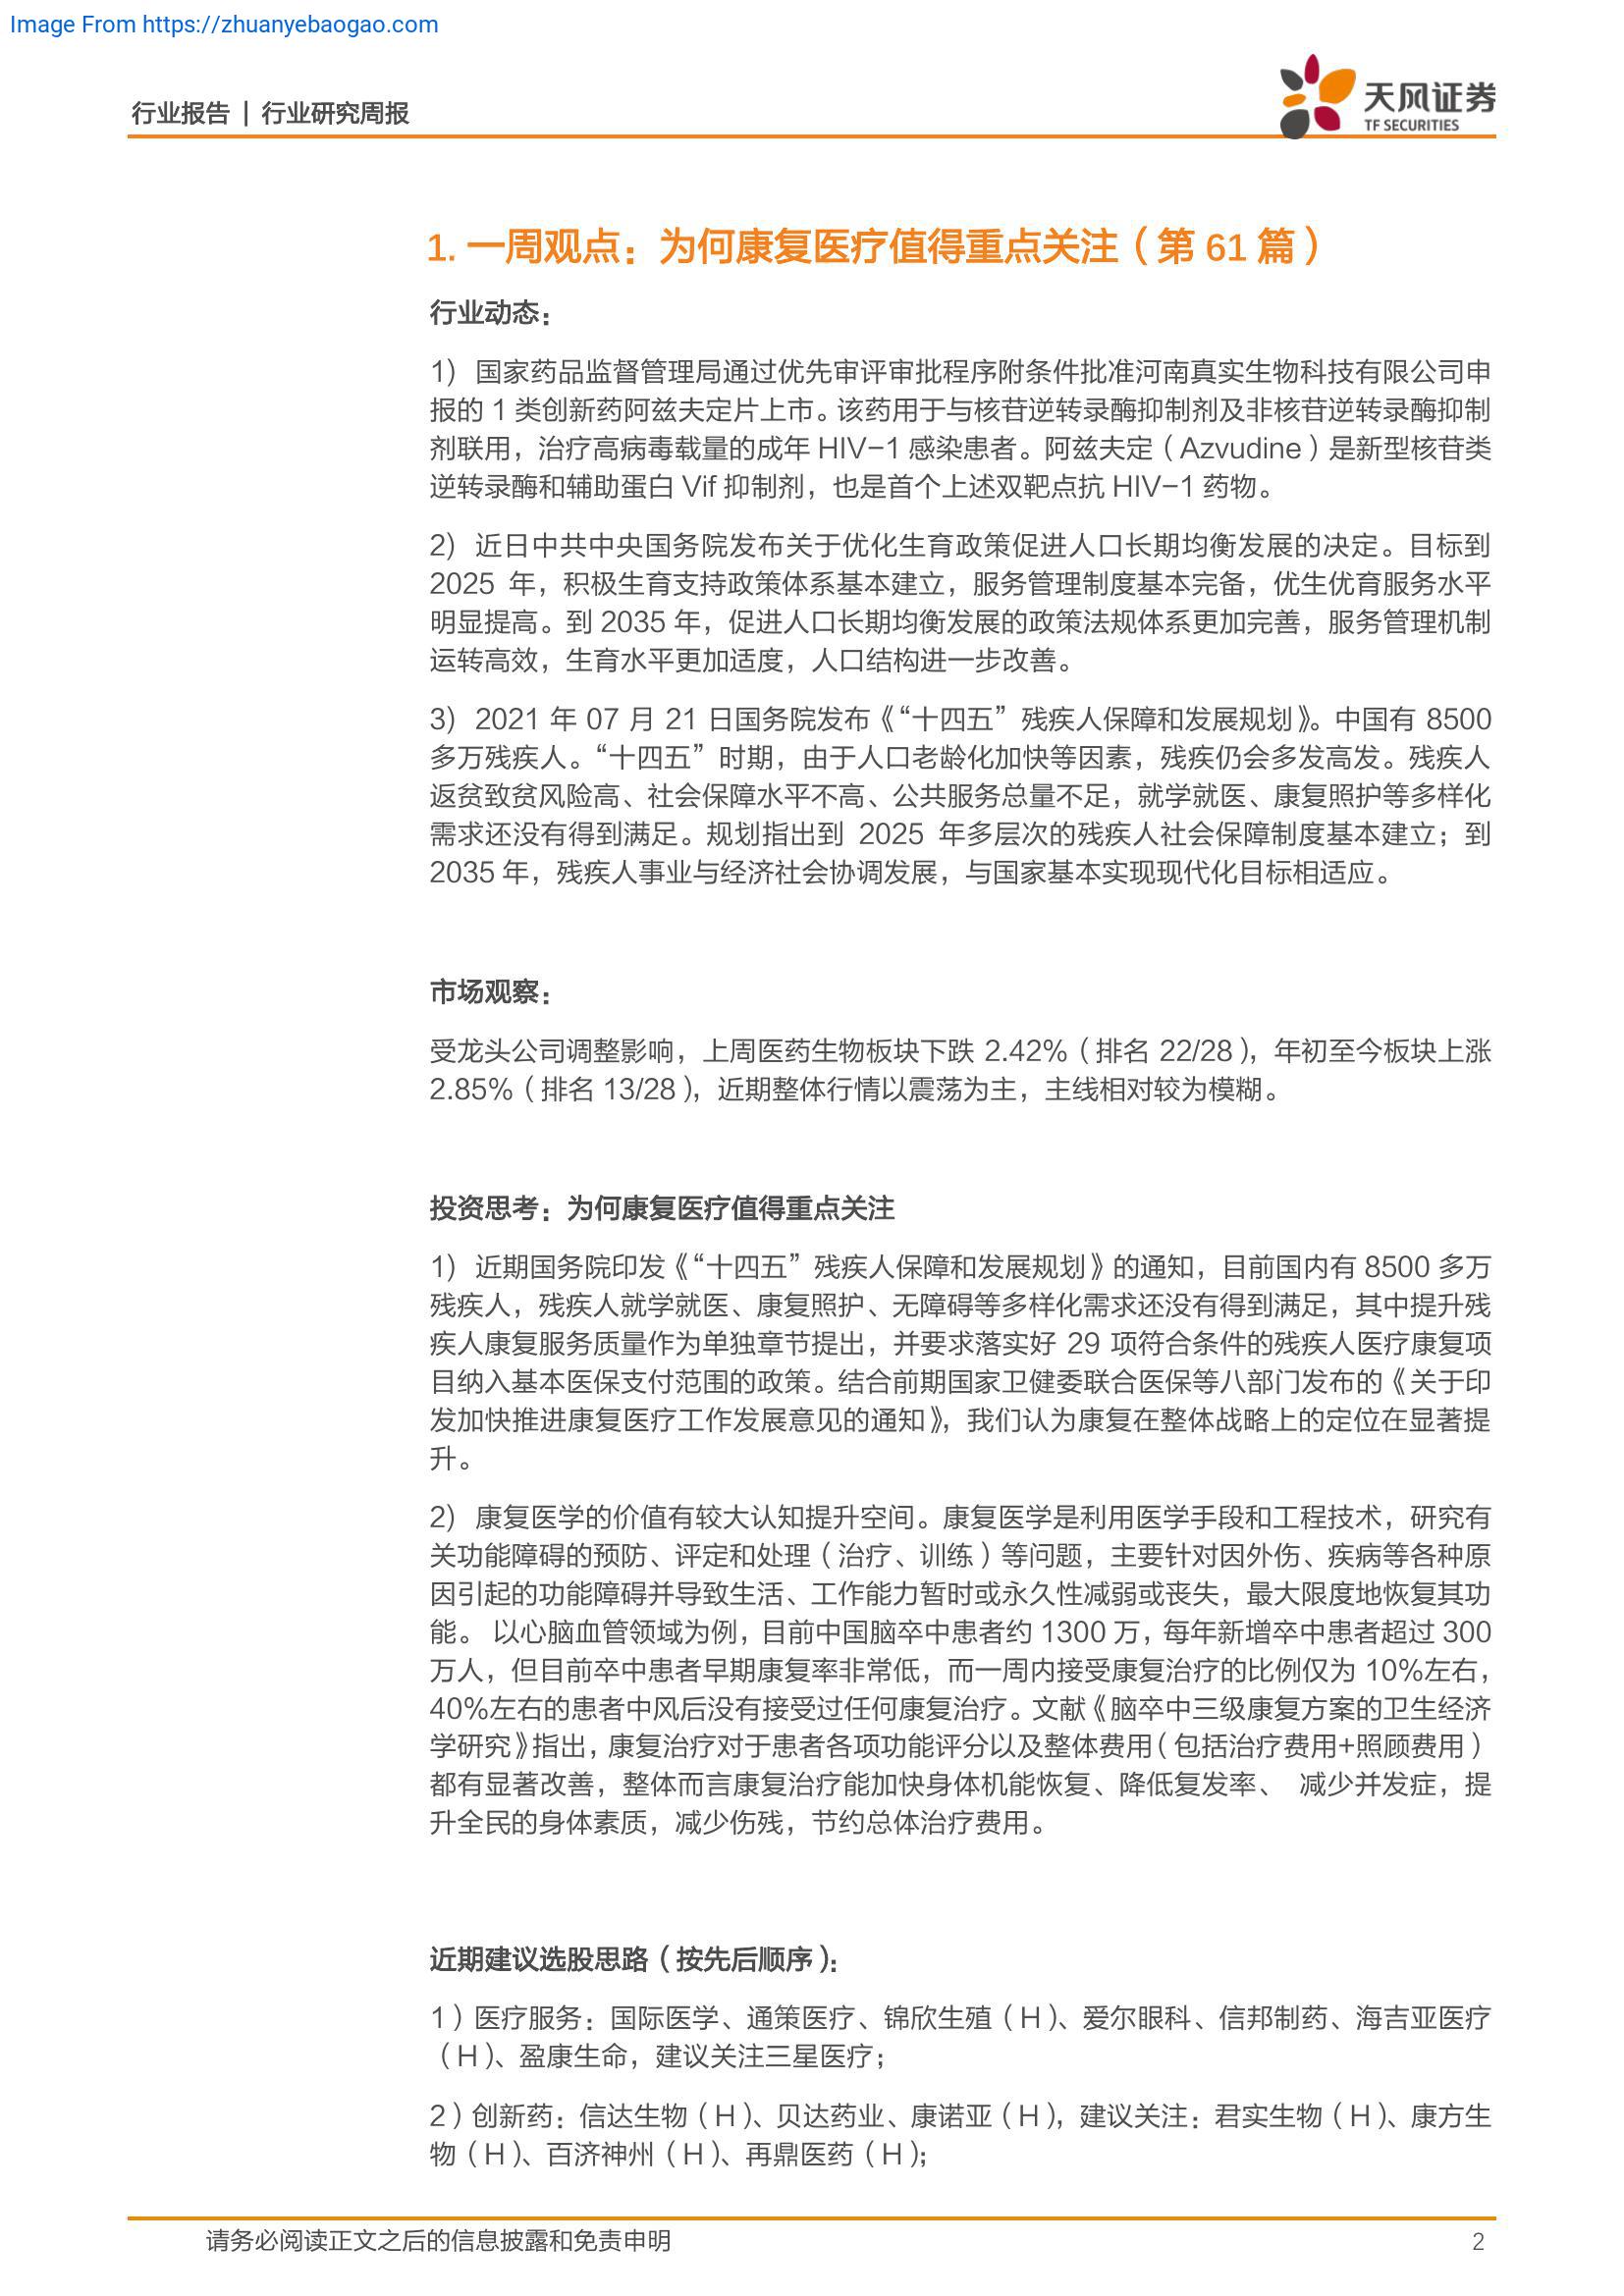 Image From https://zhuanyebaogao.com
行业报告 | 行业研究周报
天风证券
TF SECURITIES
1. 一周观点：为何康复医疗值得重点关注（第 61 篇）
行业动态：
1） 国家药品监督管理局通过优先审评审批程序附条件批准河南真实生物科技有限公司申
报的 1 类创新药阿兹夫定片上市。该药用于与核苷逆转录酶抑制剂及非核苷逆转录酶抑制
剂联用，治疗高病毒载量的成年 HIV-1 感染患者。阿兹夫定（Azvudine）是新型核苷类
逆转录酶和辅助蛋白 Vif 抑制剂，也是首个上述双靶点抗 HIV-1 药物。
2） 近日中共中央国务院发布关于优化生育政策促进人口长期均衡发展的决定。目标到
2025 年，积极生育支持政策体系基本建立，服务管理制度基本完备，优生优育服务水平
明显提高。到 2035 年，促进人口长期均衡发展的政策法规体系更加完善，服务管理机制
运转高效，生育水平更加适度，人口结构进一步改善。
3） 2021 年 07 月 21 日国务院发布《“十四五”残疾人保障和发展规划》。中国有 8500
多万残疾人。“十四五”时期，由于人口老龄化加快等因素，残疾仍会多发高发。残疾人
返贫致贫风险高、社会保障水平不高、公共服务总量不足，就学就医、康复照护等多样化
需求还没有得到满足。规划指出到 2025 年多层次的残疾人社会保障制度基本建立；到
2035 年，残疾人事业与经济社会协调发展，与国家基本实现现代化目标相适应。
市场观察：
受龙头公司调整影响，上周医药生物板块下跌 2.42%（排名 22/28），年初至今板块上涨
2.85%（排名 13/28），近期整体行情以震荡为主，主线相对较为模糊。
投资思考：为何康复医疗值得重点关注
1） 近期国务院印发《“十四五”残疾人保障和发展规划》的通知，目前国内有 8500 多万
残疾人，残疾人就学就医、康复照护、无障碍等多样化需求还没有得到满足，其中提升残
疾人康复服务质量作为单独章节提出，并要求落实好 29 项符合条件的残疾人医疗康复项
目纳入基本医保支付范围的政策。结合前期国家卫健委联合医保等八部门发布的《关于印
发加快推进康复医疗工作发展意见的通知》，我们认为康复在整体战略上的定位在显著提
升。
2） 康复医学的价值有较大认知提升空间。康复医学是利用医学手段和工程技术，研究有
关功能障碍的预防、评定和处理（治疗、训练）等问题，主要针对因外伤、疾病等各种原
因引起的功能障碍并导致生活、工作能力暂时或永久性减弱或丧失，最大限度地恢复其功
能。 以心脑血管领域为例，目前中国脑卒中患者约 1300 万，每年新增卒中患者超过 300
万人，但目前卒中患者早期康复率非常低，而一周内接受康复治疗的比例仅为 10%左右，
40%左右的患者中风后没有接受过任何康复治疗。文献《脑卒中三级康复方案的卫生经济
学研究》指出，康复治疗对于患者各项功能评分以及整体费用（包括治疗费用+照顾费用）
都有显著改善，整体而言康复治疗能加快身体机能恢复、降低复发率、 减少并发症，提
升全民的身体素质，减少伤残，节约总体治疗费用。
近期建议选股思路（按先后顺序）：
1）医疗服务：国际医学、通策医疗、锦欣生殖（H）、爱尔眼科、信邦制药、海吉亚医疗
（H）、盈康生命，建议关注三星医疗；
2）创新药：信达生物（H）、贝达药业、康诺亚（H），建议关注：君实生物（H）、康方生
物（H）、百济神州（H）、再鼎医药（H）；
请务必阅读正文之后的信息披露和免责申明
2